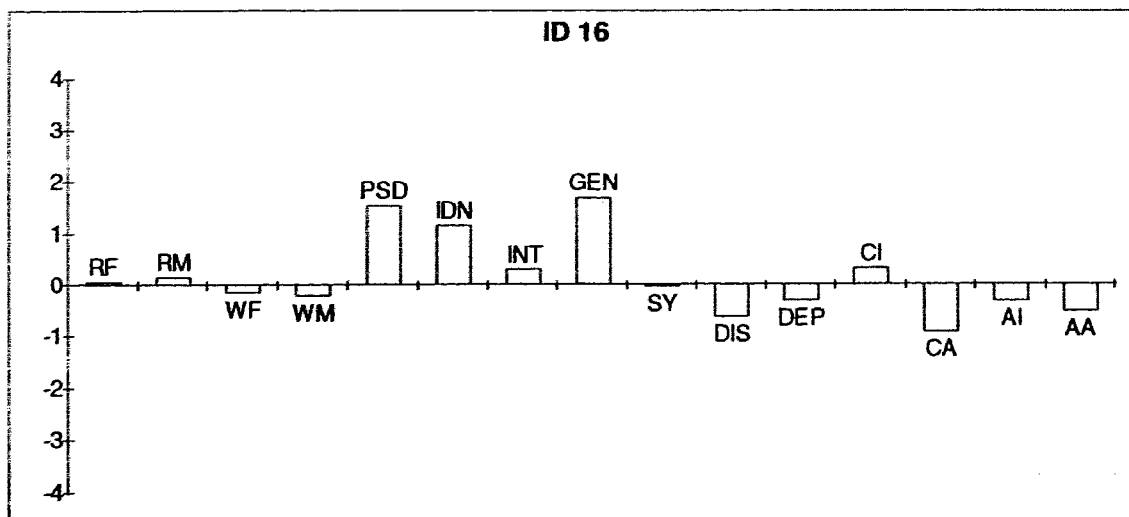 ID 16
4
3
2
1
0
-1
-2
-3
-4
RF
RM
WF
WM
PSD
IDN
INT
GEN
SY
DIS
DEP
CI
CA
AI
AA